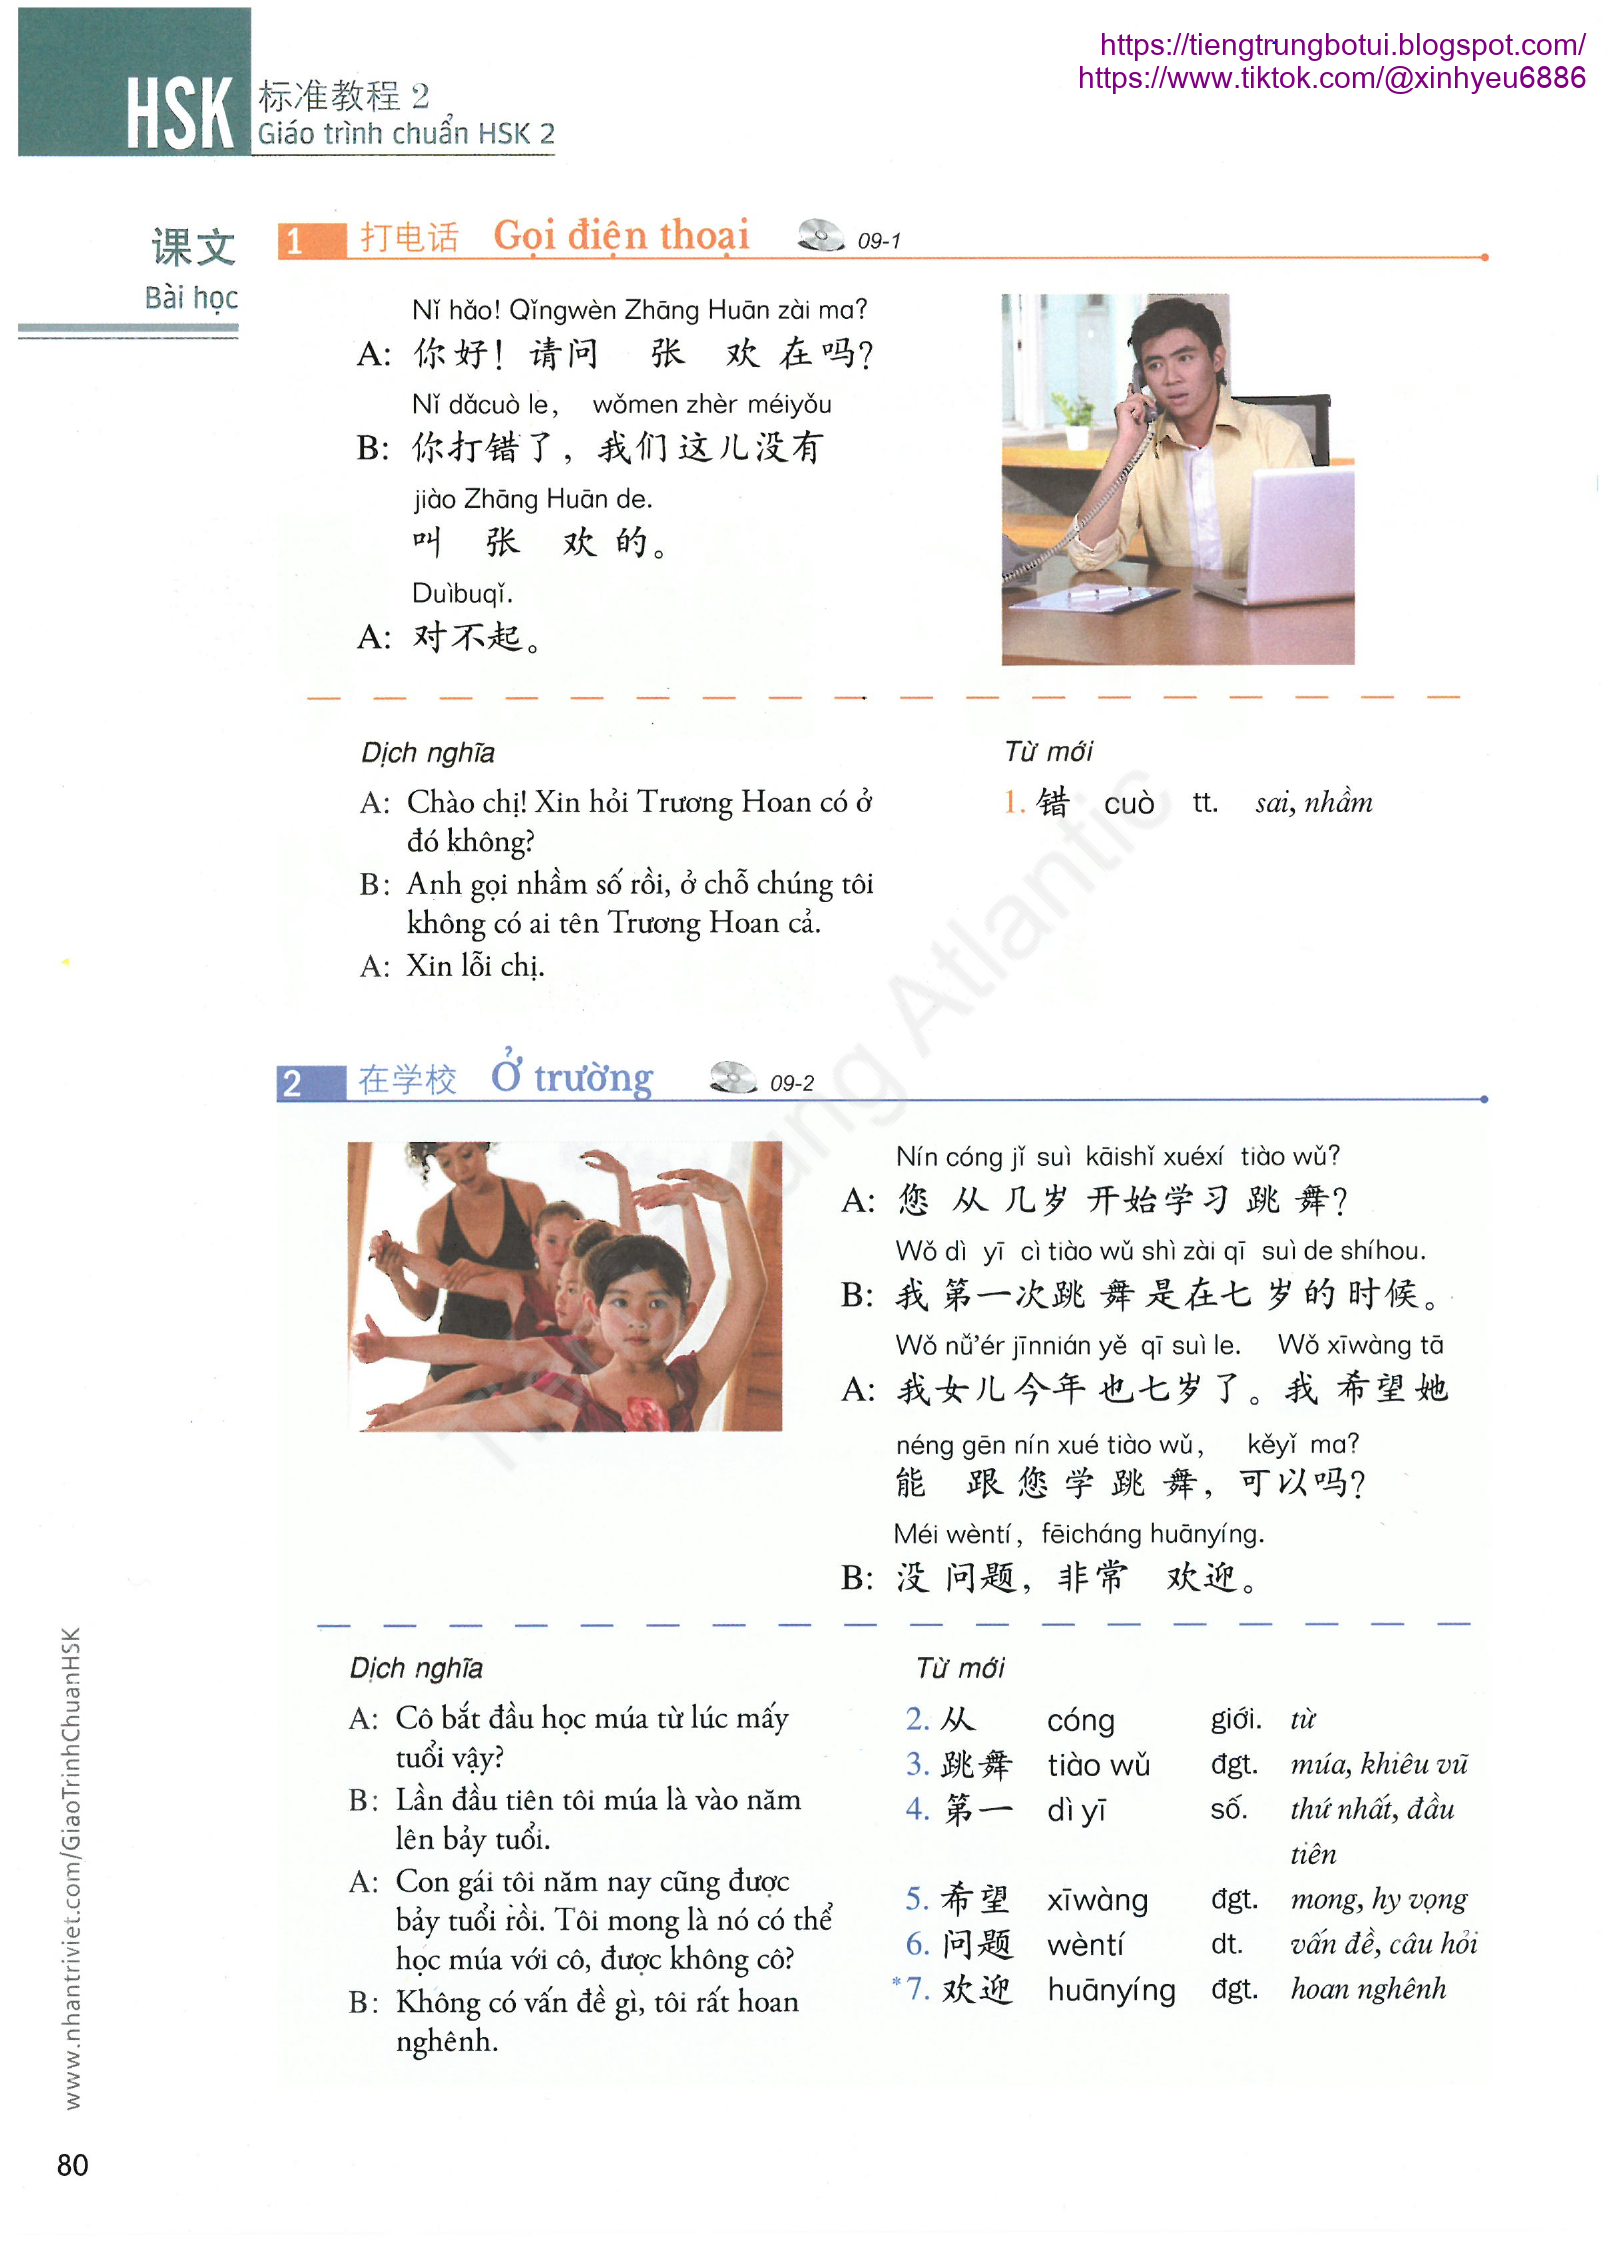 https://tiengtrungbotui.blogspot.com/
https://www.tiktok.com/@xinhyeu6886
HSK 标准教程 2
Giáo trình chuẩn HSK 2
课文
Bài học
1 打电话 Gọi điện thoại 09-1
Nǐ hǎo! Qǐngwèn Zhāng Huān zài ma?
A: 你好！请问 张 欢 在吗？
Nǐ dǎcuò le, wǒmen zhèr méiyǒu
B: 你打错了，我们这儿没有
jiào Zhāng Huān de.
叫 张 欢 的。
Duìbuqǐ.
A: 对不起。
Dịch nghĩa
A: Chào chị! Xin hỏi Trương Hoan có ở
đó không?
B: Anh gọi nhầm số rồi, ở chỗ chúng tôi
không có ai tên Trương Hoan cả.
A: Xin lỗi chị.
Từ mới
1. 错 cuò tt. sai, nhầm
2 在学校 Ở trường 09-2
Nín cóng jǐ suì kāishǐ xuéxí tiào wǔ?
A: 您 从 几岁 开始学习 跳 舞？
Wǒ dì yī cì tiào wǔ shì zài qī suì de shíhou.
B: 我 第一次跳 舞 是在七 岁的 时候。
Wǒ nǚ'ér jīnnián yě qī suì le. Wǒ xīwàng tā
A: 我女儿今年 也七岁了。我 希望她
néng gēn nín xué tiào wǔ, kěyǐ ma?
能 跟 您 学 跳 舞，可以吗？
Méi wèntí, fēicháng huānyíng.
B: 没 问题，非常 欢迎。
Dịch nghĩa
A: Cô bắt đầu học múa từ lúc mấy
tuổi vậy?
B: Lần đầu tiên tôi múa là vào năm
lên bảy tuổi.
A: Con gái tôi năm nay cũng được
bảy tuổi rồi. Tôi mong là nó có thể
học múa với cô, được không cô?
B: Không có vấn đề gì, tôi rất hoan
nghênh.
Từ mới
2. 从 cóng giới. từ
3. 跳舞 tiào wǔ đgt. múa, khiêu vũ
4. 第一 dì yī số. thứ nhất, đầu
tiên
5. 希望 xīwàng đgt. mong, hy vọng
6. 问题 wèntí dt. vấn đề, câu hỏi
*7. 欢迎 huānyíng đgt. hoan nghênh
www.nhantriviet.com/GiaoTrinhChuanHSK
80